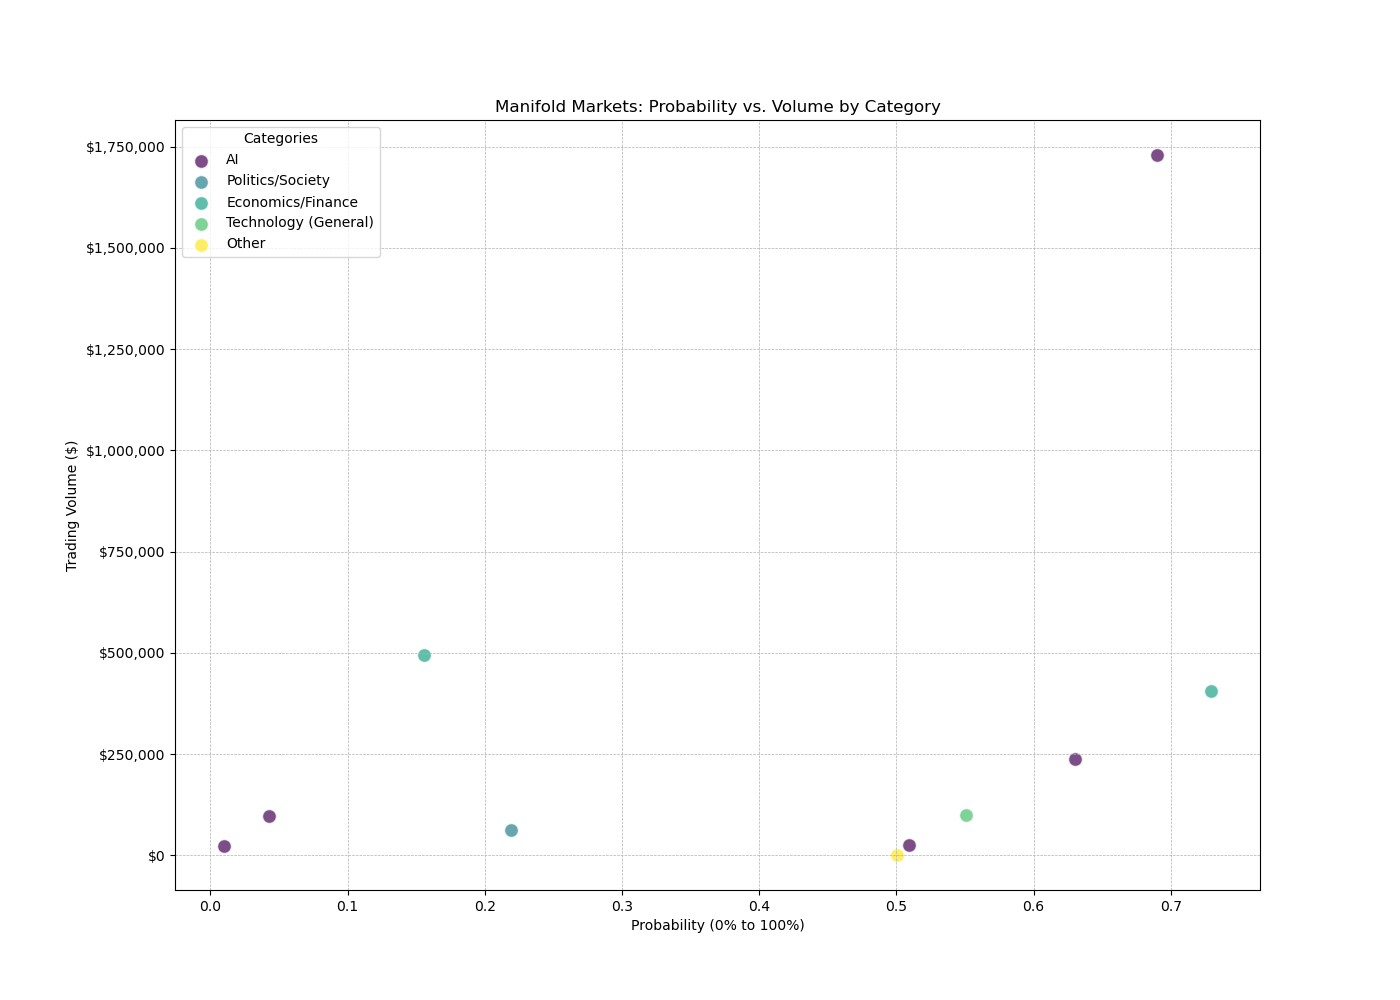 Manifold Markets: Probability vs. Volume by Category
Categories
AI
Politics/Society
Economics/Finance
Technology (General)
Other
$1,750,000
$1,500,000
$1,250,000
$1,000,000
$750,000
$500,000
$250,000
$0
Trading Volume ($)
0.0 0.1 0.2 0.3 0.4 0.5 0.6 0.7
Probability (0% to 100%)